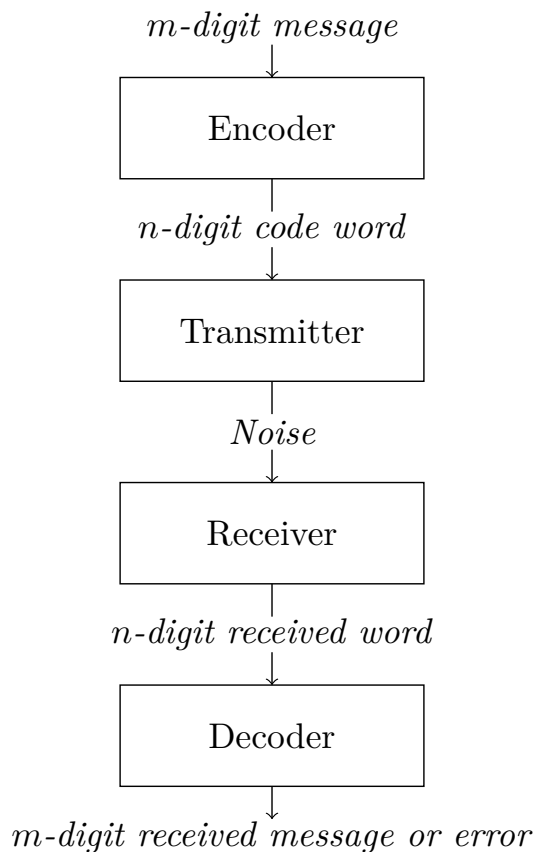 m-digit message
Encoder
n-digit code word
Transmitter
Noise
Receiver
n-digit received word
Decoder
m-digit received message or error